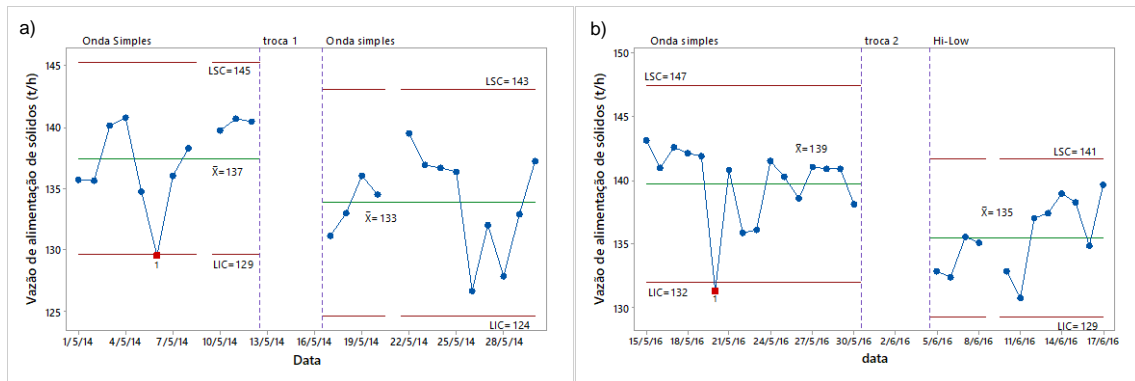 a)
Onda Simples troca 1 Onda simples
Vazão de alimentação de sólidos (t/h)
145
140
135
130
125
LSC= 145
X̄= 137
LIC= 129
1
LSC= 143
X̄= 133
LIC= 124
1/5/14 4/5/14 7/5/14 10/5/14 13/5/14 16/5/14 19/5/14 22/5/14 25/5/14 28/5/14
Data
b)
Onda simples troca 2 Hi-Low
Vazão de alimentação de sólidos (t/h)
150
145
140
135
130
LSC= 147
X̄= 139
LIC= 132
1
LSC= 141
X̄= 135
LIC= 129
15/5/16 18/5/16 21/5/16 24/5/16 27/5/16 30/5/16 2/6/16 5/6/16 8/6/16 11/6/16 14/6/16 17/6/16
data